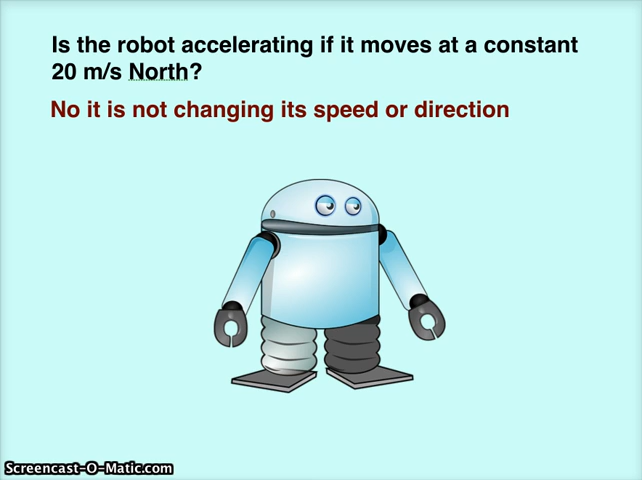 Is the robot accelerating if it moves at a constant
20 m/s North?
No it is not changing its speed or direction
Screencast-O-Matic.com